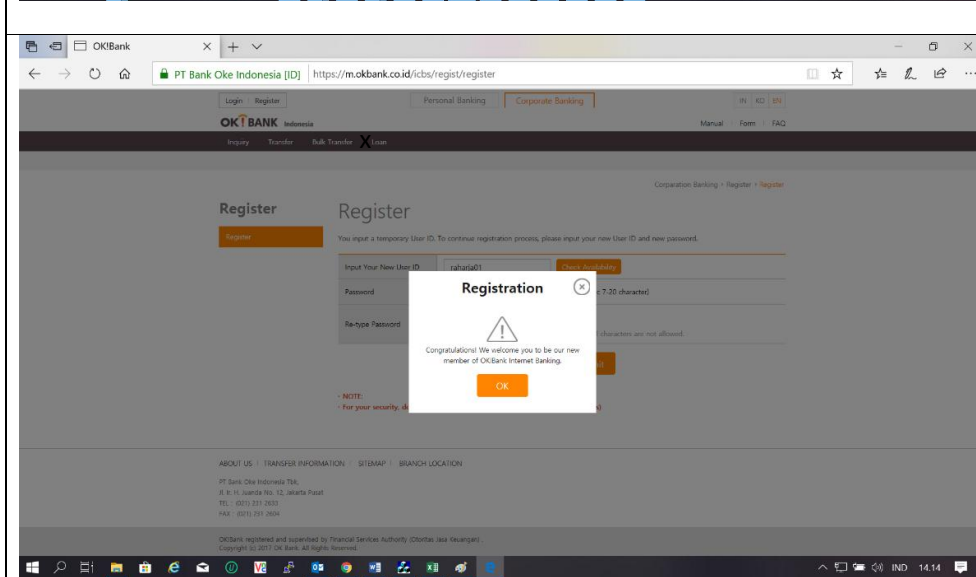 OK!Bank
PT Bank Oke Indonesia [ID] https://m.okbank.co.id/icbs/regist/register
Login Register Personal Banking Corporate Banking IN KO EN
OK! BANK Indonesia Manual Form FAQ
Inquiry Transfer Bulk Transfer X Loan
Corporation Banking > Register > Register
Register
Register
Register
You input a temporary User ID. To continue registration process, please input your new User ID and new password.
Input Your New User ID raharja01 Check Availability
Password 7-20 character]
Re-type Password characters are not allowed.
Registration
Congratulations! We welcome you to be our new
member of OK!Bank Internet Banking.
OK
- NOTE:
- For your security,
ABOUT US TRANSFER INFORMATION SITEMAP BRANCH LOCATION
PT Bank Oke Indonesia Tbk.
Jl. Ir. H. Juanda No. 12, Jakarta Pusat
TEL : (021) 231 2633
FAX : (021) 231 2604
OK!Bank registered and supervised by Financial Services Authority (Otoritas Jasa Keuangan).
Copyright (c) 2017 OK Bank. All Rights Reserved.
IND 14.14